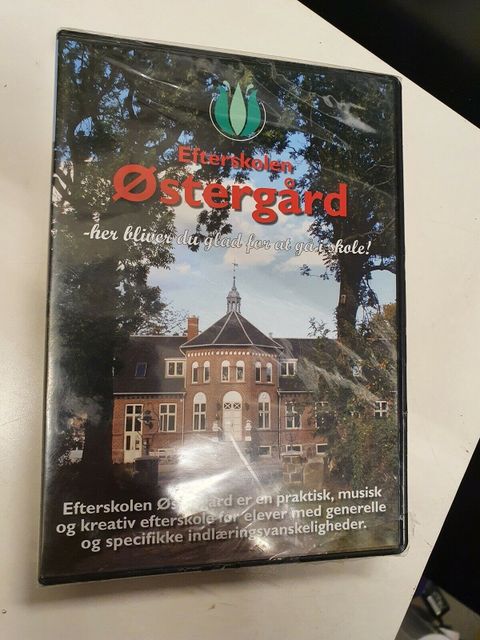 Efterskolen
Østergård
-her bliver du glad for at gå i skole!
Efterskolen Østergård er en praktisk, musisk
og kreativ efterskole for elever med generelle
og specifikke indlæringsvanskeligheder.